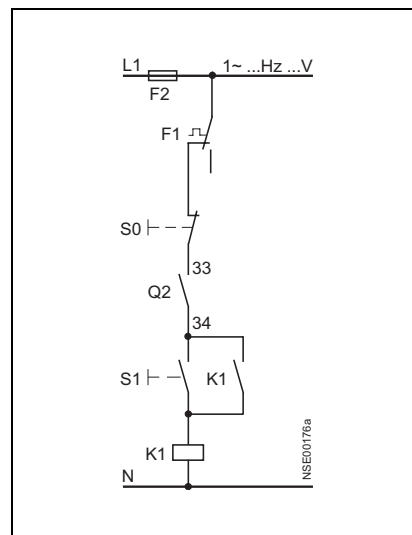 L1 1~ ...Hz ...V
F2
F1
S0
33
Q2
34
S1 K1
K1
N
NSE00176a